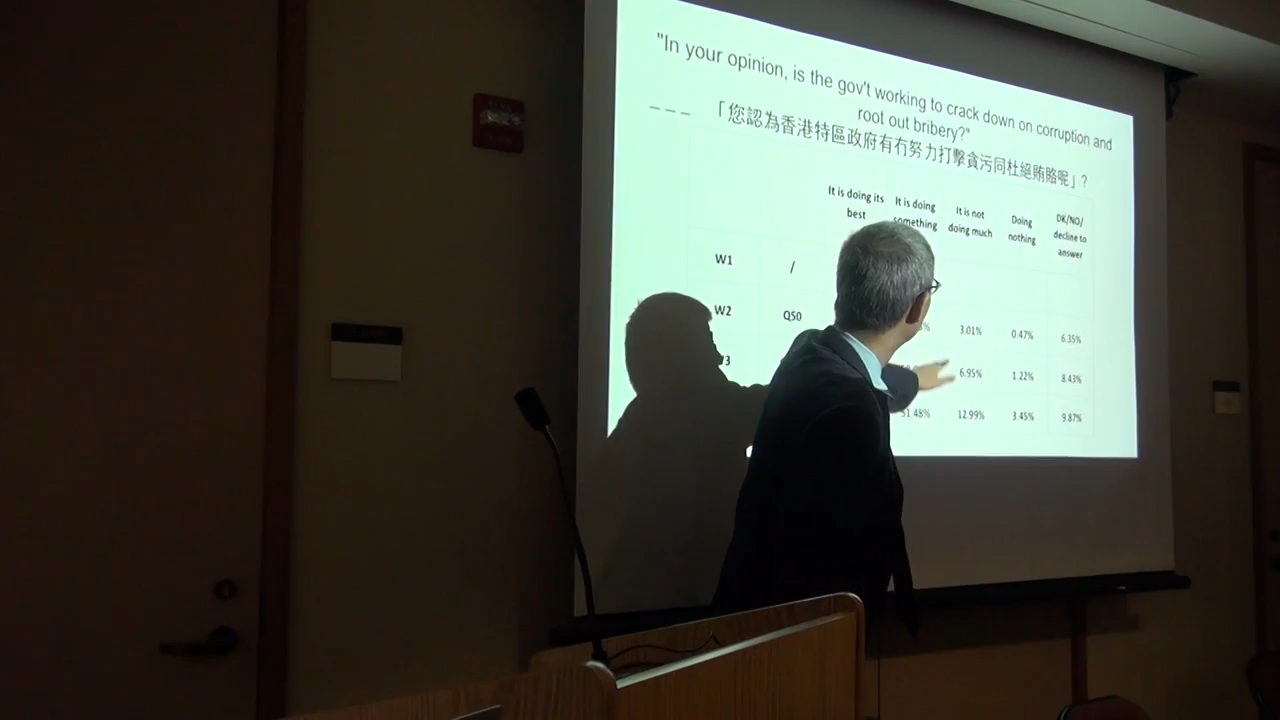 "In your opinion, is the gov't working to crack down on corruption and
root out bribery?"
「您認為香港特區政府有冇努力打擊貪污同杜絕賄賂呢」?
It is doing its best
It is doing something
It is not doing much
Doing nothing
DK/NO/ decline to answer
W1 /
W2 Q50 3.01% 0.47% 6.35%
6.95% 1.22% 8.43%
51.48% 12.99% 3.45% 9.87%